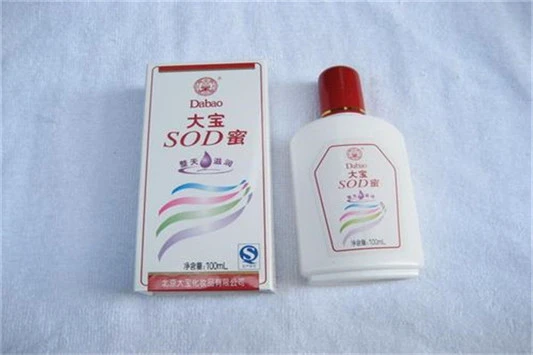 Dabao
大宝
SOD蜜
整天滋润
净含量:100mL
北京大宝化妆品有限公司
Dabao
大宝
SOD蜜
净含量:100mL